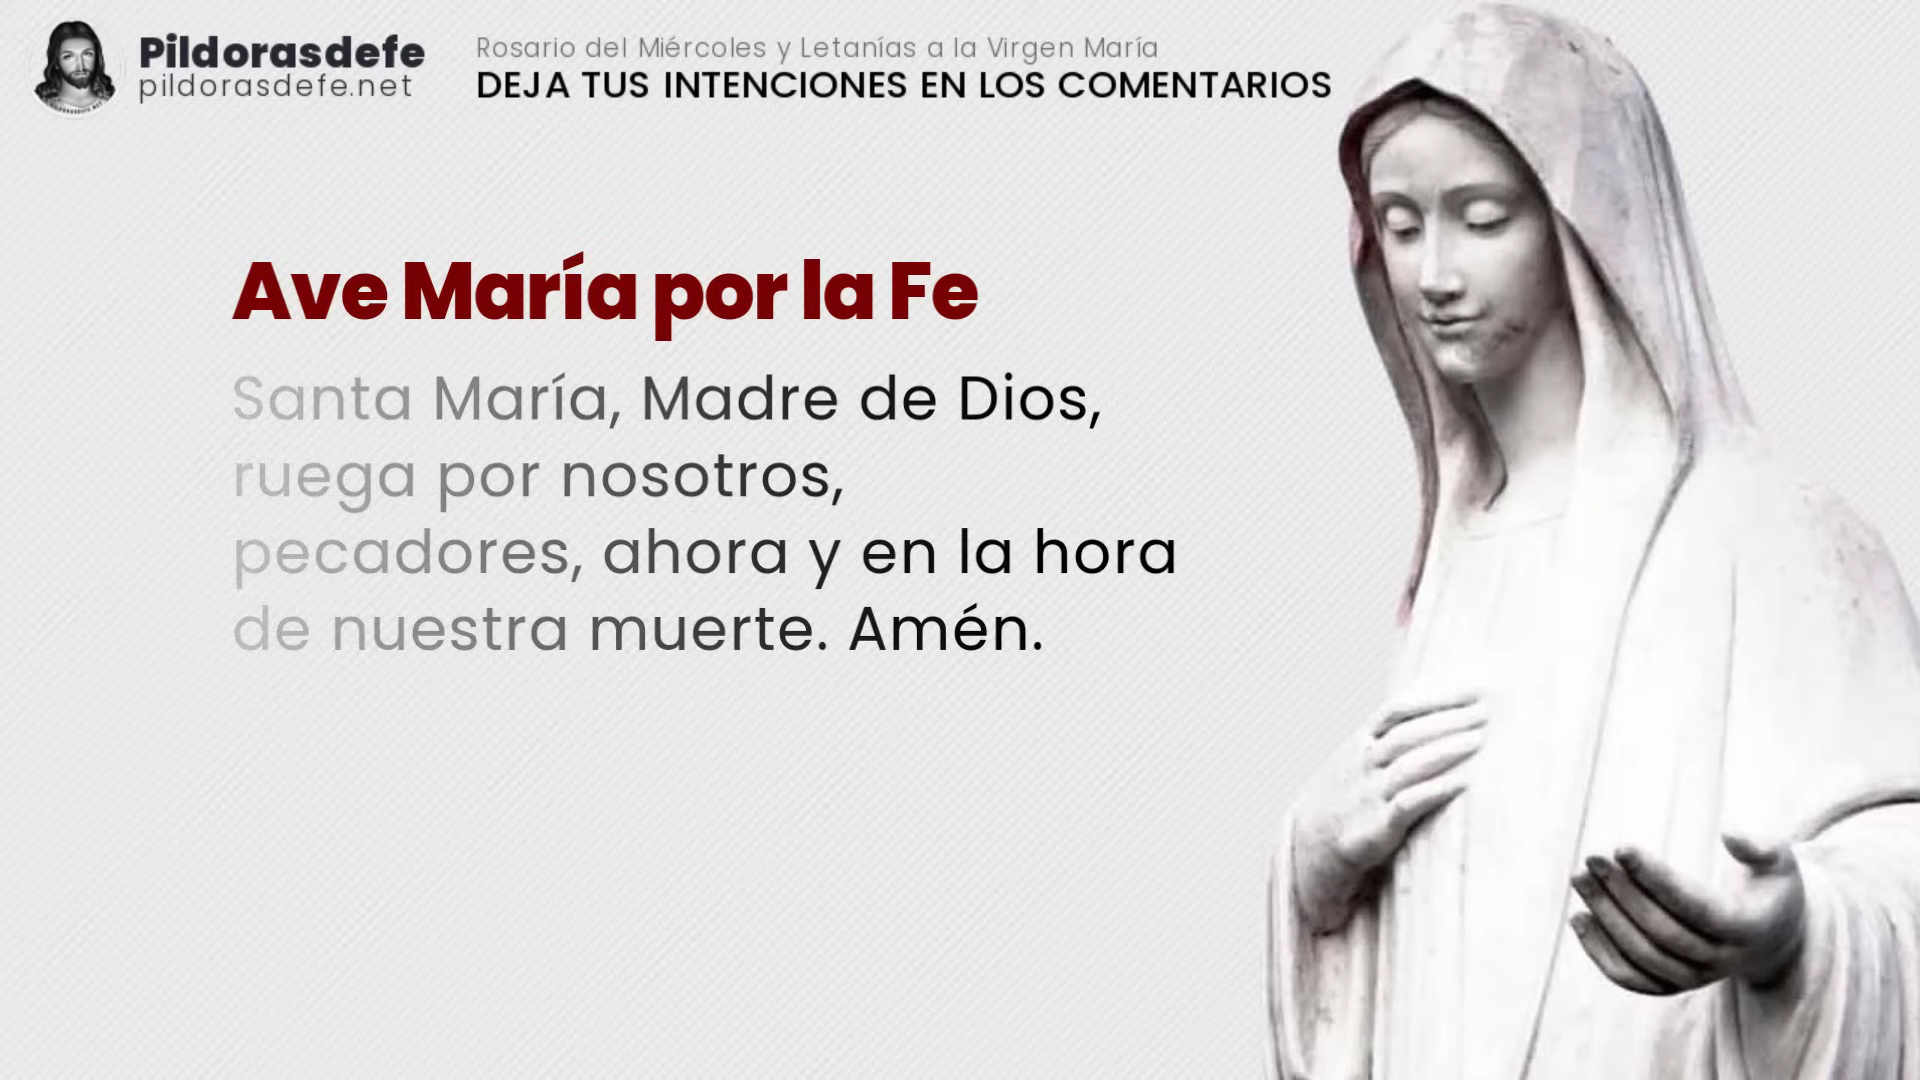 Pildorasdefe
pildorasdefe.net
Rosario del Miércoles y Letanías a la Virgen María
DEJA TUS INTENCIONES EN LOS COMENTARIOS
Ave María por la Fe
Santa María, Madre de Dios,
ruega por nosotros,
pecadores, ahora y en la hora
de nuestra muerte. Amén.